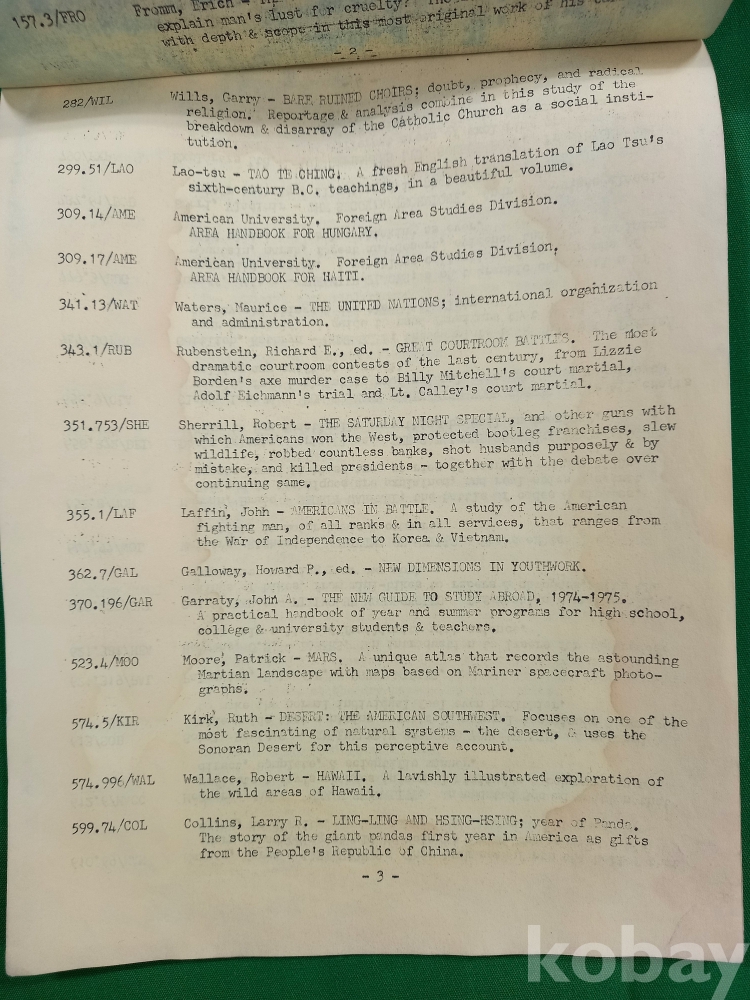 157.3/FRO Fromm, Erich -
explain man's lust for cruelty?
with depth & scope in this most original work of his
- 2 -
282/WIL Wills, Garry - BARE RUINED CHOIRS; doubt, prophecy, and radical
religion. Reportage & analysis combine in this study of the
breakdown & disarray of the Catholic Church as a social insti-
tution.
299.51/LAO Lao-tsu - TAO TE CHING. A fresh English translation of Lao Tsu's
sixth-century B.C. teachings, in a beautiful volume.
309.14/AME American University. Foreign Area Studies Division.
AREA HANDBOOK FOR HUNGARY.
309.17/AME American University. Foreign Area Studies Division.
AREA HANDBOOK FOR HAITI.
341.13/WAT Waters, Maurice - THE UNITED NATIONS; international organization
and administration.
343.1/RUB Rubenstein, Richard E., ed. - GREAT COURTROOM BATTLES. The most
dramatic courtroom contests of the last century, from Lizzie
Borden's axe murder case to Billy Mitchell's court martial,
Adolf Eichmann's trial and Lt. Calley's court martial.
351.753/SHE Sherrill, Robert - THE SATURDAY NIGHT SPECIAL, and other guns with
which Americans won the West, protected bootleg franchises, slew
wildlife, robbed countless banks, shot husbands purposely & by
mistake, and killed presidents - together with the debate over
continuing same.
355.1/LAF Laffin, John - AMERICANS IN BATTLE. A study of the American
fighting man, of all ranks & in all services, that ranges from
the War of Independence to Korea & Vietnam.
362.7/GAL Galloway, Howard P., ed. - NEW DIMENSIONS IN YOUTHWORK.
370.196/GAR Garraty, John A. - THE NEW GUIDE TO STUDY ABROAD, 1974-1975.
A practical handbook of year and summer programs for high school,
college & university students & teachers.
523.4/MOO Moore, Patrick - MARS. A unique atlas that records the astounding
Martian landscape with maps based on Mariner spacecraft photo-
graphs.
574.5/KIR Kirk, Ruth - DESERT: THE AMERICAN SOUTHWEST. Focuses on one of the
most fascinating of natural systems - the desert, & uses the
Sonoran Desert for this perceptive account.
574.996/WAL Wallace, Robert - HAWAII. A lavishly illustrated exploration of
the wild areas of Hawaii.
599.74/COL Collins, Larry R. - LING-LING AND HSING-HSING; year of Panda.
The story of the giant pandas first year in America as gifts
from the People's Republic of China.
- 3 -
kobay